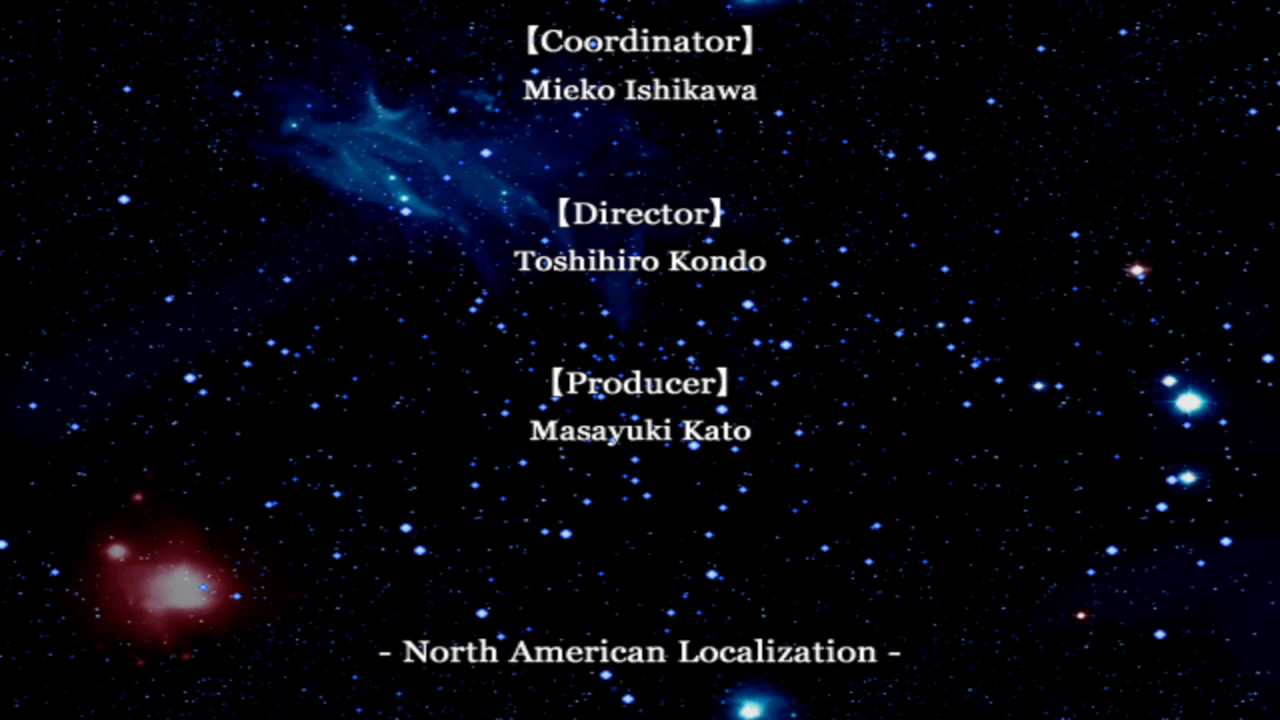 【Coordinator】
Mieko Ishikawa
【Director】
Toshihiro Kondo
【Producer】
Masayuki Kato
- North American Localization -